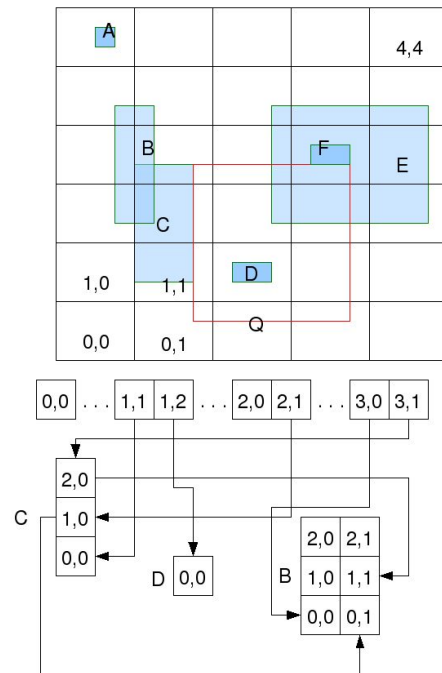 A
4,4
B
F
E
C
D
1,0
1,1
Q
0,0
0,1
0,0 . . . 1,1 1,2 . . . 2,0 2,1 . . . 3,0 3,1
2,0
C
1,0
0,0
D
0,0
B
2,0 2,1
1,0 1,1
0,0 0,1